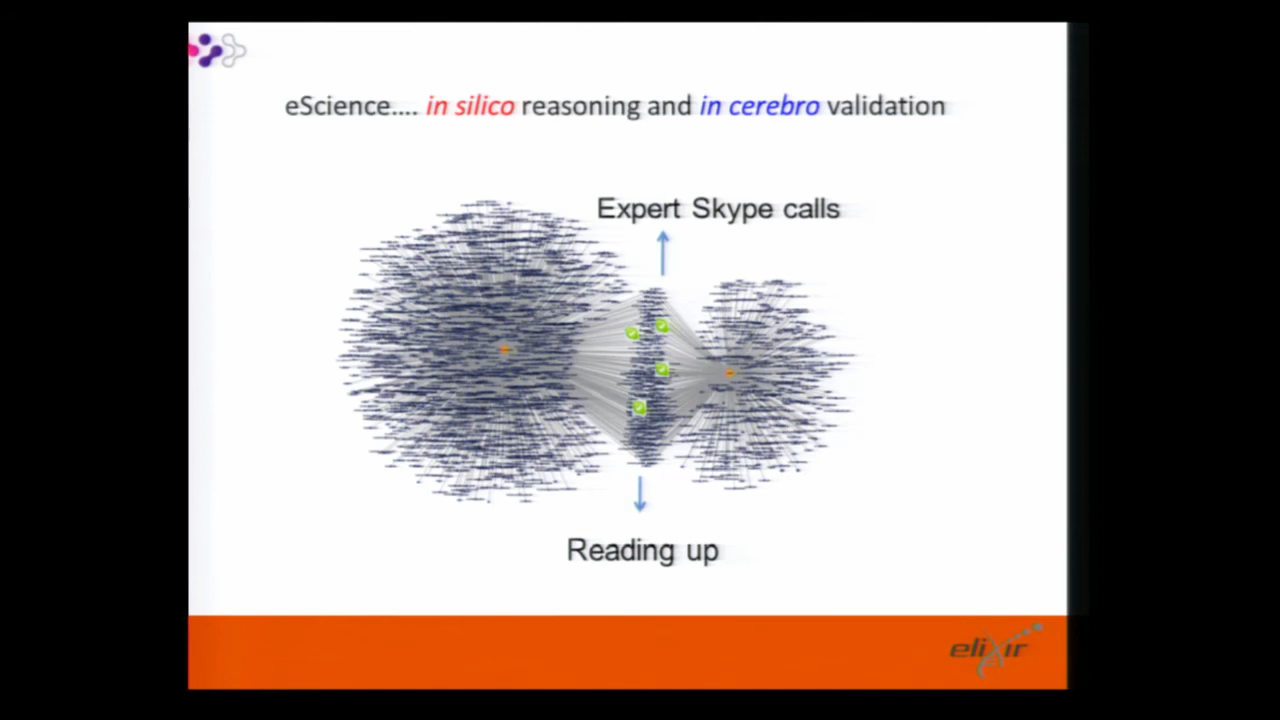 eScience.... in silico reasoning and in cerebro validation
Expert Skype calls
Reading up
elixir